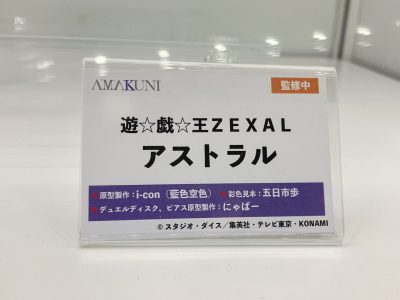 AMAKUNI
監修中
遊☆戯☆王ZEXAL
アストラル
★原型製作：i-con（藍色空色） ★彩色見本：五日市歩
★デュエルディスク、ピアス原型製作：にゃばー
© スタジオ・ダイス／集英社・テレビ東京・KONAMI